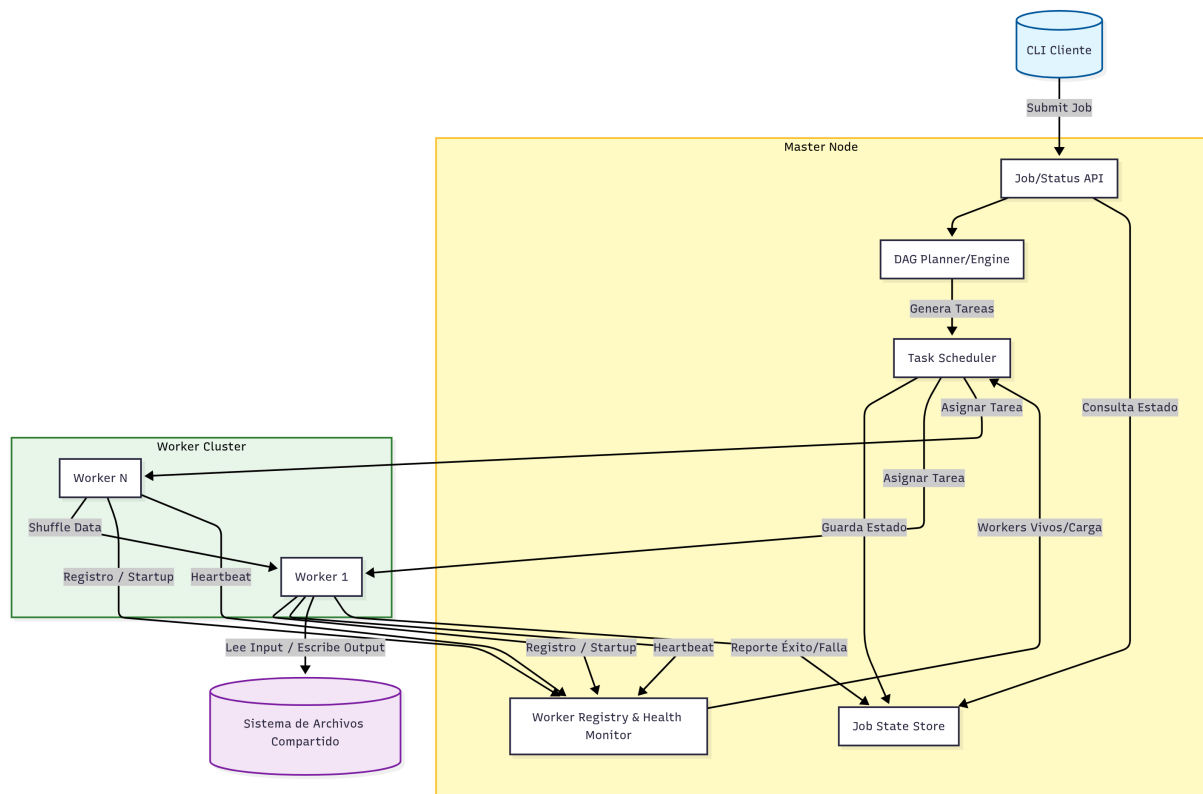 CLI Cliente
Submit Job
Master Node
Job/Status API
DAG Planner/Engine
Genera Tareas
Task Scheduler
Asignar Tarea
Consulta Estado
Worker Cluster
Worker N
Asignar Tarea
Shuffle Data
Guarda Estado
Workers Vivos/Carga
Registro / Startup
Heartbeat
Worker 1
Lee Input / Escribe Output
Registro / Startup
Heartbeat
Reporte Éxito/Falla
Sistema de Archivos
Compartido
Worker Registry & Health
Monitor
Job State Store